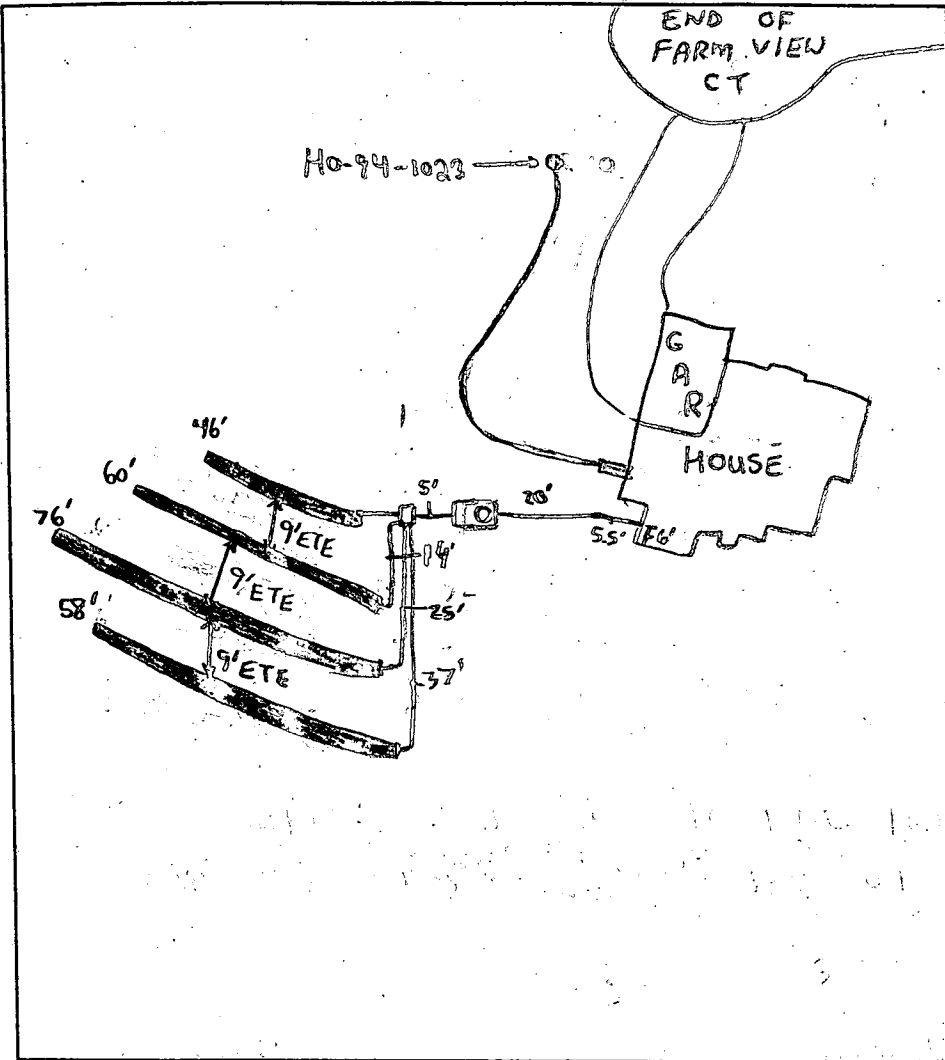 END OF
FARM VIEW
CT
HO-94-1023
G
A
R
HOUSE
46'
60'
76'
58'
9'ETE
9'ETE
9'ETE
5'
20'
5.5'
F6'
14'
25'
37'